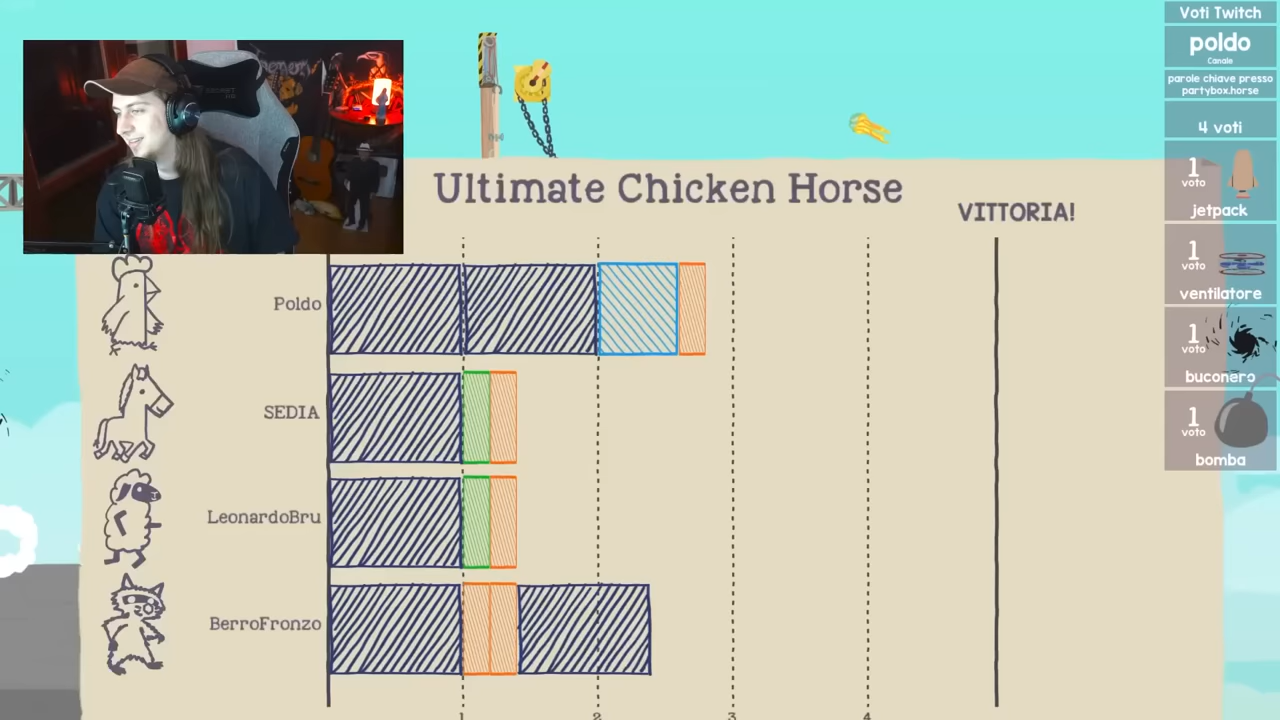 Voti Twitch
poldo
Canale
parole chiave presso
partybox.horse
4 voti
1
voto
jetpack
1
voto
ventilatore
1
voto
buconero
1
voto
bomba
Ultimate Chicken Horse
VITTORIA!
Poldo
SEDIA
LeonardoBru
BerroFronzo
1 2 3 4